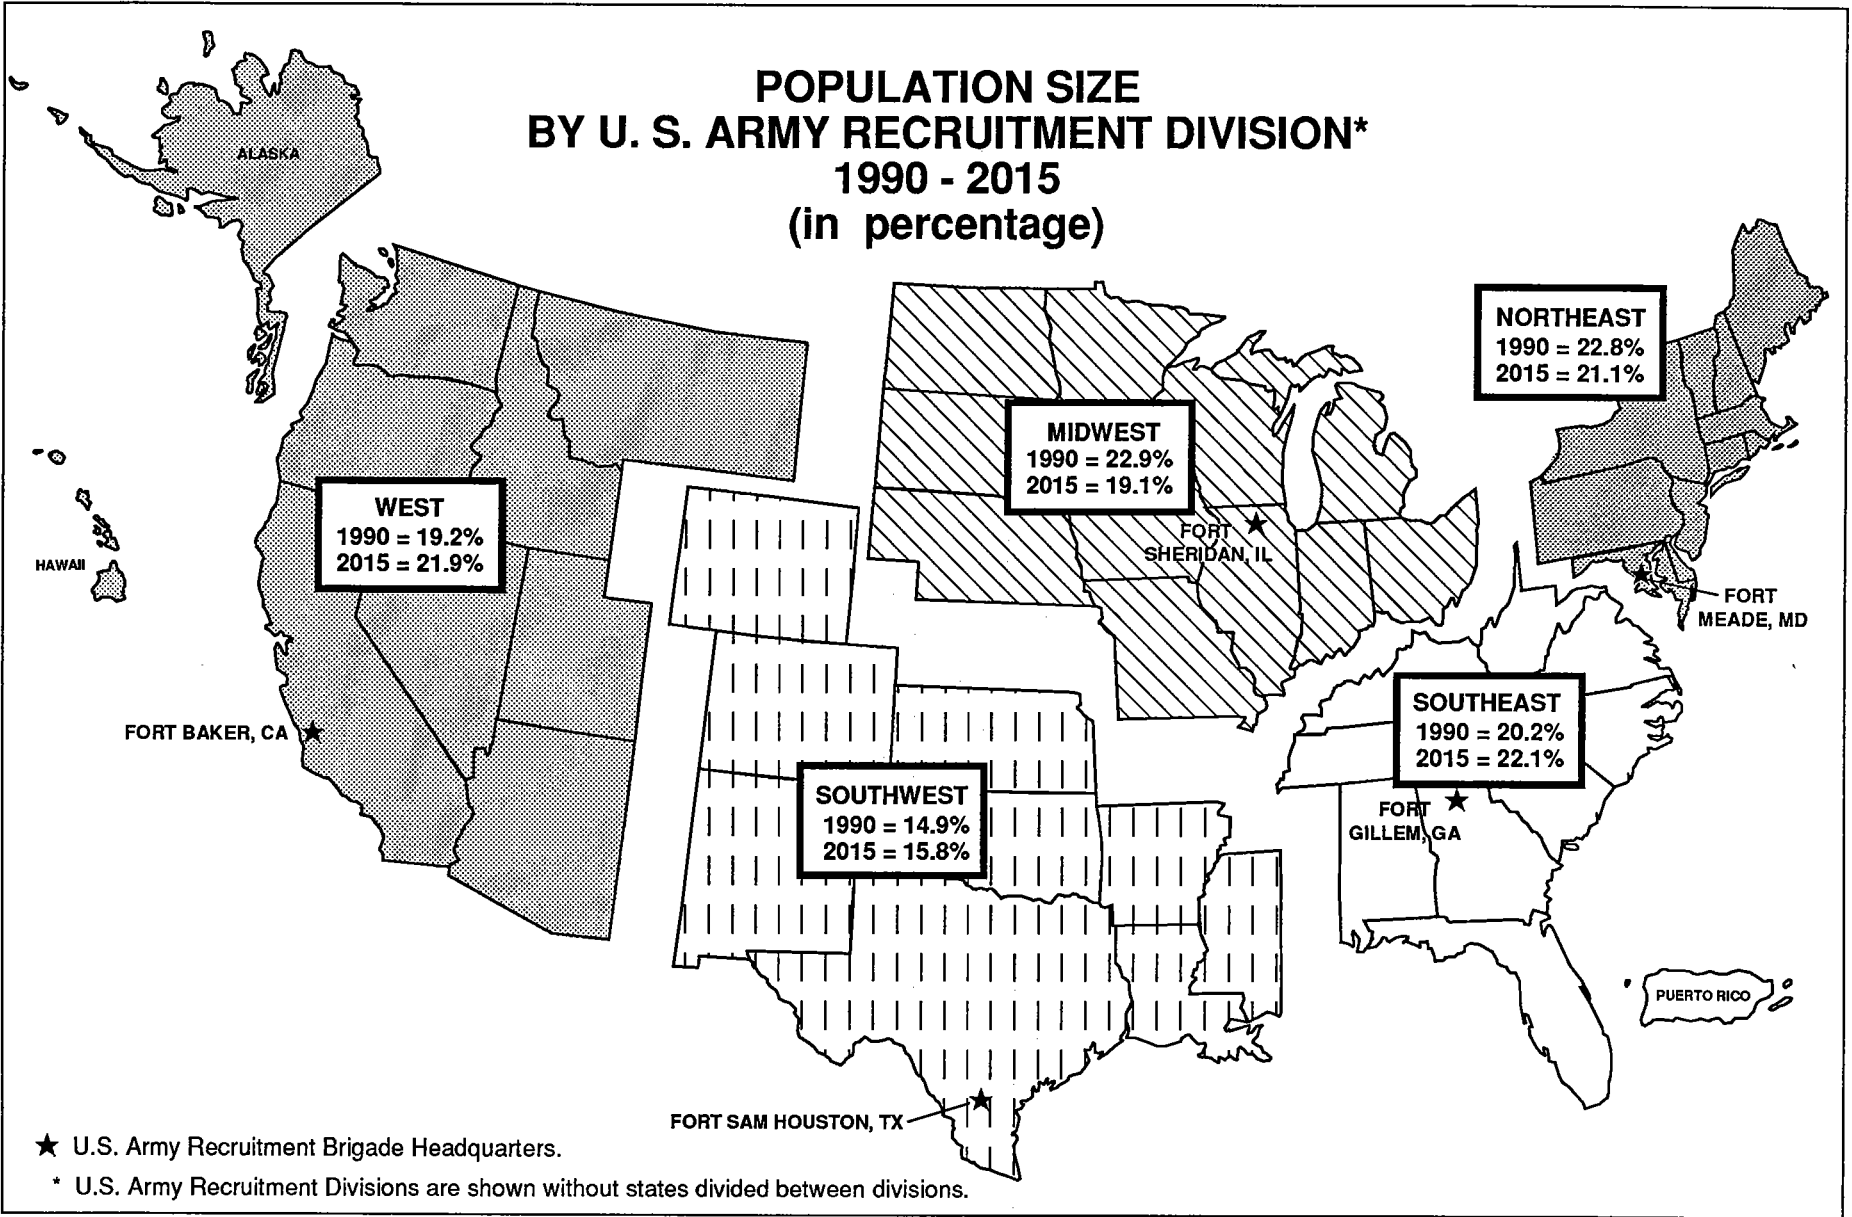 POPULATION SIZE
BY U. S. ARMY RECRUITMENT DIVISION*
1990 - 2015
(in percentage)
ALASKA
HAWAII
WEST
1990 = 19.2%
2015 = 21.9%
FORT BAKER, CA
MIDWEST
1990 = 22.9%
2015 = 19.1%
FORT
SHERIDAN, IL
NORTHEAST
1990 = 22.8%
2015 = 21.1%
FORT
MEADE, MD
SOUTHEAST
1990 = 20.2%
2015 = 22.1%
FORT
GILLEM, GA
SOUTHWEST
1990 = 14.9%
2015 = 15.8%
FORT SAM HOUSTON, TX
PUERTO RICO
★ U.S. Army Recruitment Brigade Headquarters.
* U.S. Army Recruitment Divisions are shown without states divided between divisions.